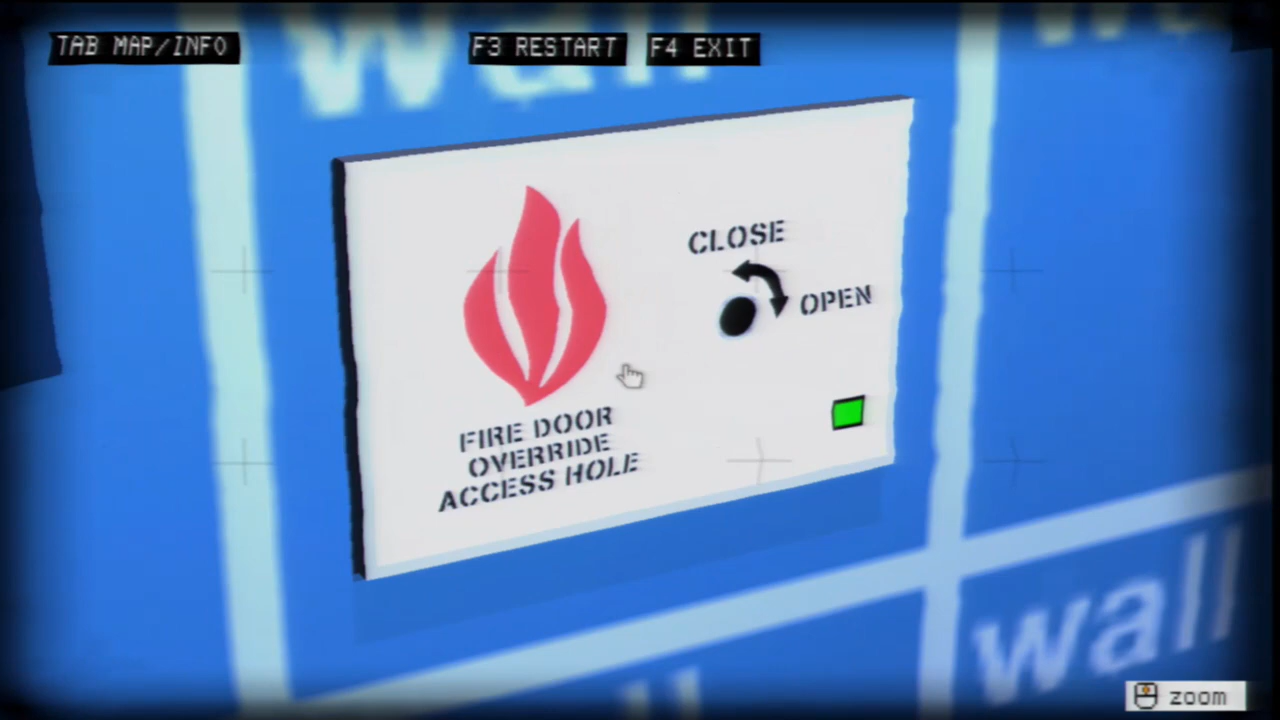 wall
TAB MAP/INFO
F3 RESTART
F4 EXIT
CLOSE
OPEN
FIRE DOOR
OVERRIDE
ACCESS HOLE
wall
zoom